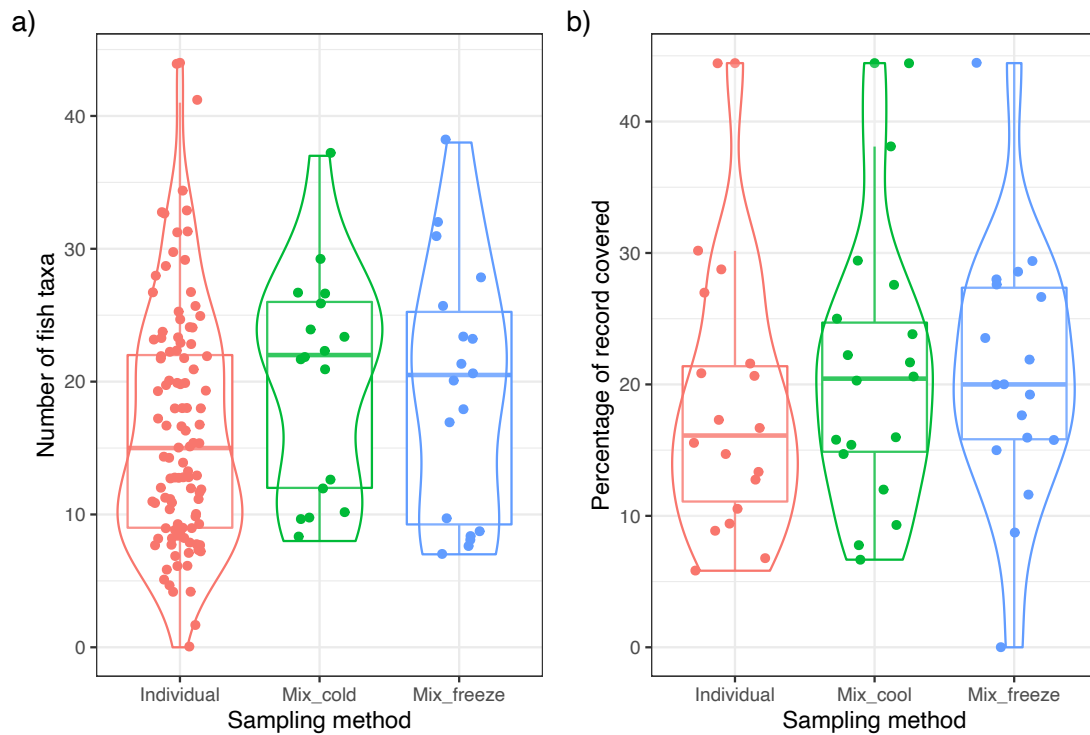 a)
Number of fish taxa
40
30
20
10
0
Individual
Mix_cold
Mix_freeze
Sampling method
b)
Percentage of record covered
40
30
20
10
0
Individual
Mix_cool
Mix_freeze
Sampling method